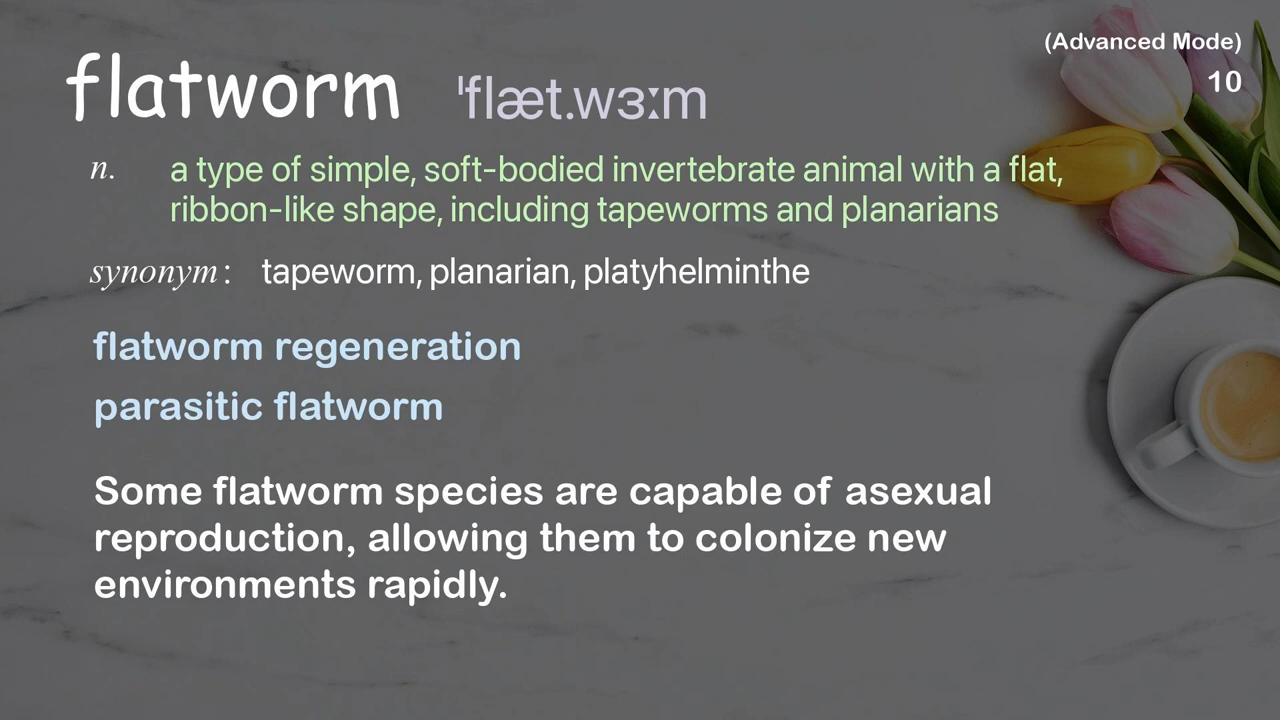 (Advanced Mode)
10
flatworm ˈflæt.wɜːm
n. a type of simple, soft-bodied invertebrate animal with a flat,
ribbon-like shape, including tapeworms and planarians
synonym: tapeworm, planarian, platyhelminthe
flatworm regeneration
parasitic flatworm
Some flatworm species are capable of asexual
reproduction, allowing them to colonize new
environments rapidly.